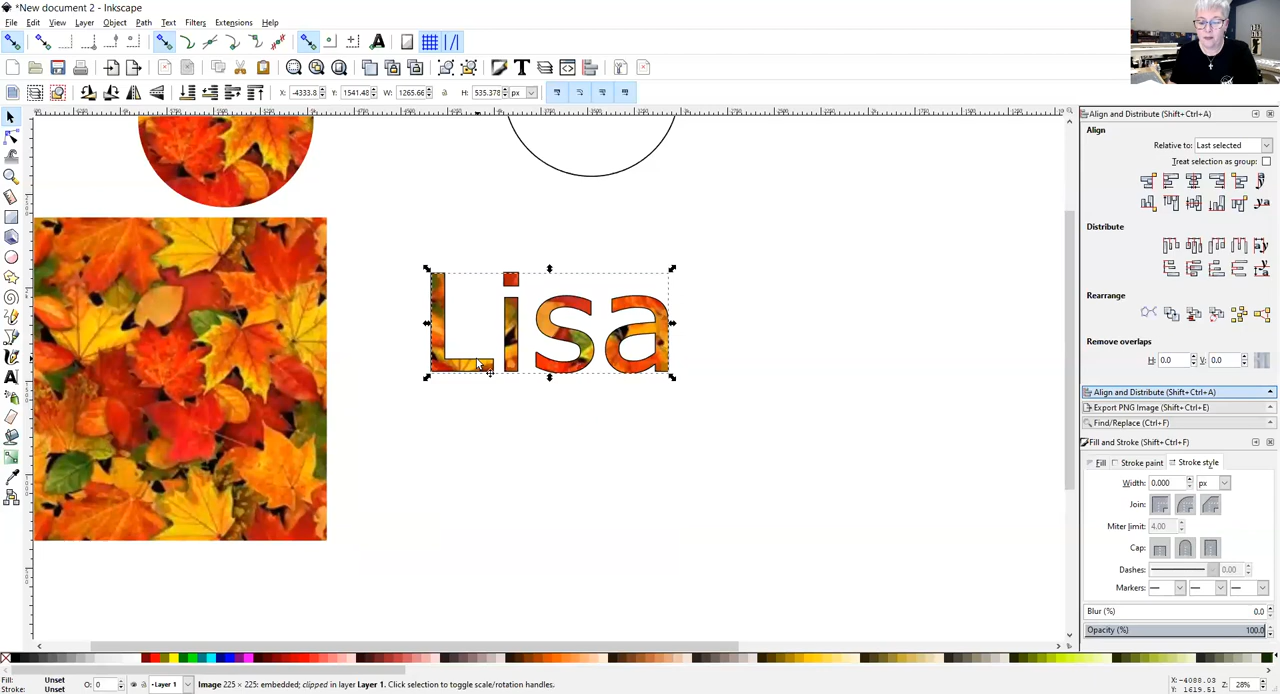 *New document 2 - Inkscape
File Edit View Layer Object Path Text Filters Extensions Help
X: -4333.8 Y: 1541.48 W: 1265.66 H: 535.378 px
Align and Distribute (Shift+Ctrl+A)
Align
Relative to: Last selected
Treat selection as group:
Distribute
Rearrange
Remove overlaps
H: 0.0 V: 0.0
Align and Distribute (Shift+Ctrl+A)
Export PNG Image (Shift+Ctrl+E)
Find/Replace (Ctrl+F)
Fill and Stroke (Shift+Ctrl+F)
Fill Stroke paint Stroke style
Width: 0.000 px
Join:
Miter limit: 4.00
Cap:
Dashes: 0.00
Markers:
Blur (%) 0.0
Opacity (%) 100.0
Lisa
Fill: Unset
Stroke: Unset
O: 0 Layer 1 Image 225 × 225: embedded; clipped in layer Layer 1. Click selection to toggle scale/rotation handles.
X: -4088.03
Y: 1619.51
Z: 28%